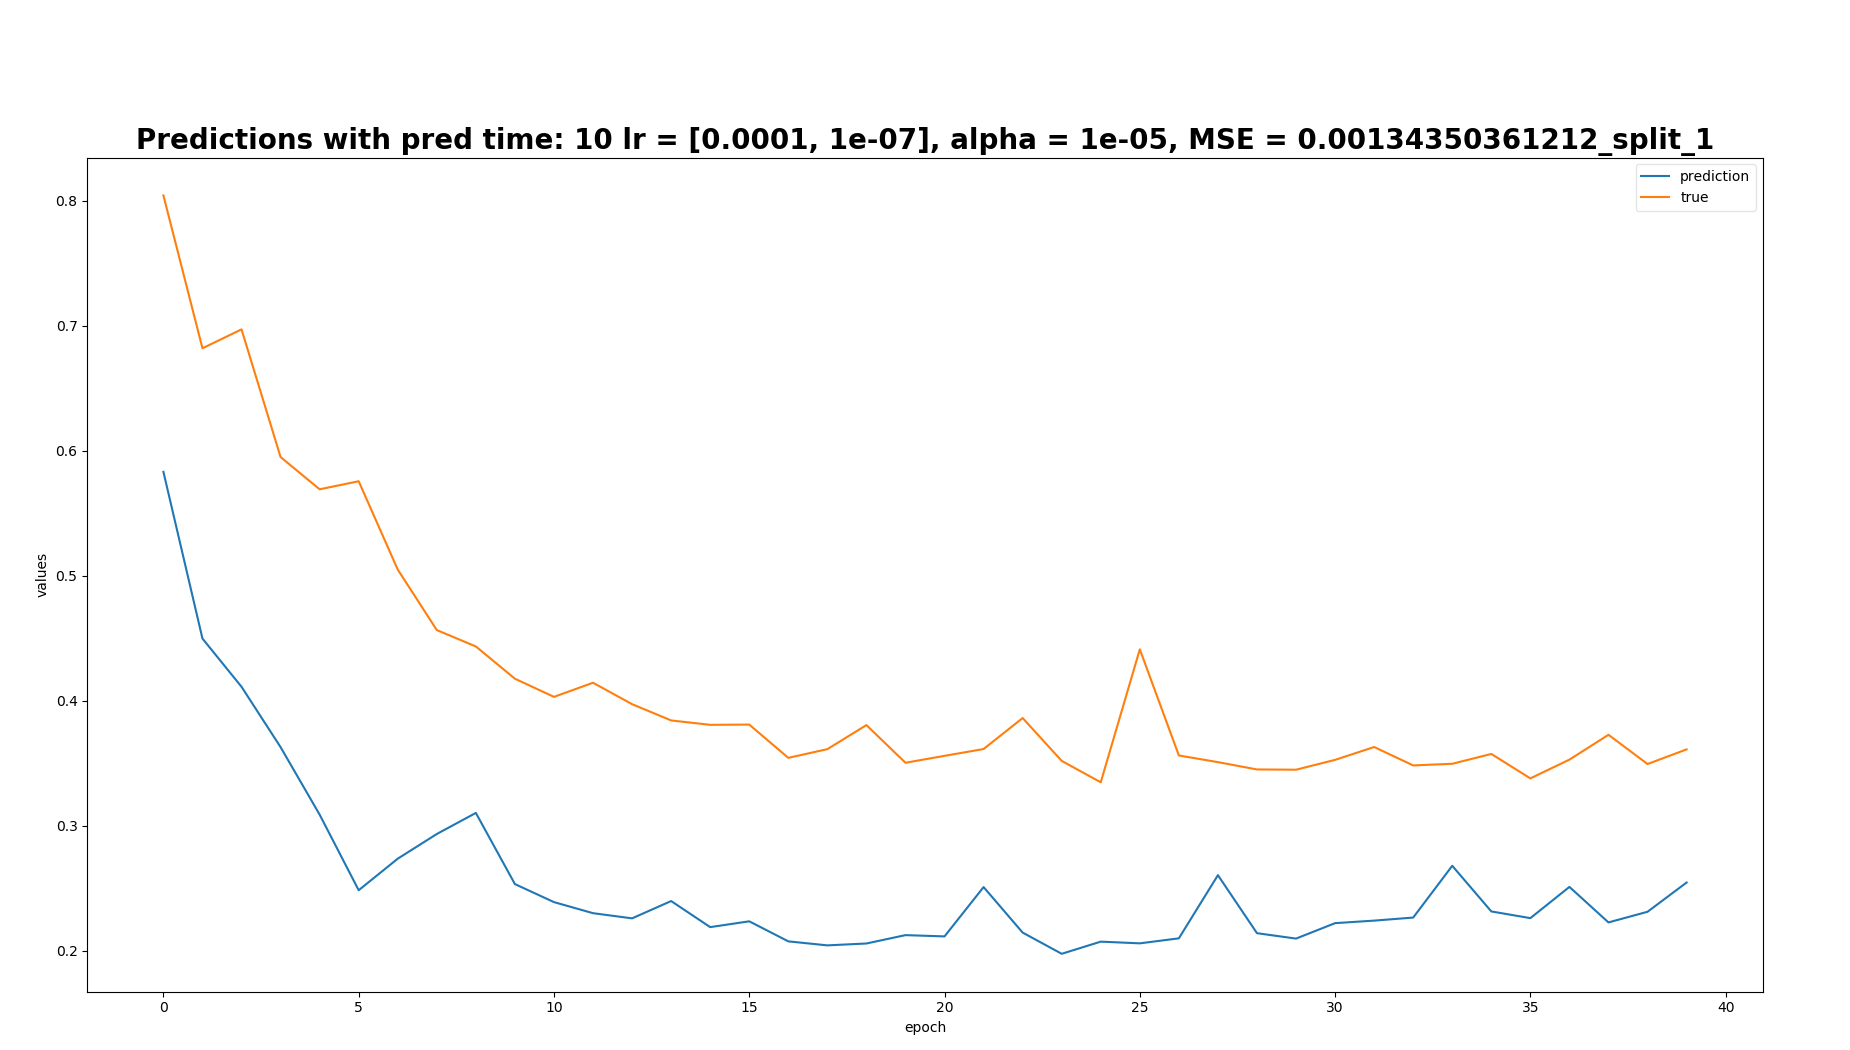 Predictions with pred time: 10 lr = [0.0001, 1e-07], alpha = 1e-05, MSE = 0.00134350361212_split_1
prediction
true
values
0.8
0.7
0.6
0.5
0.4
0.3
0.2
0 5 10 15 20 25 30 35 40
epoch